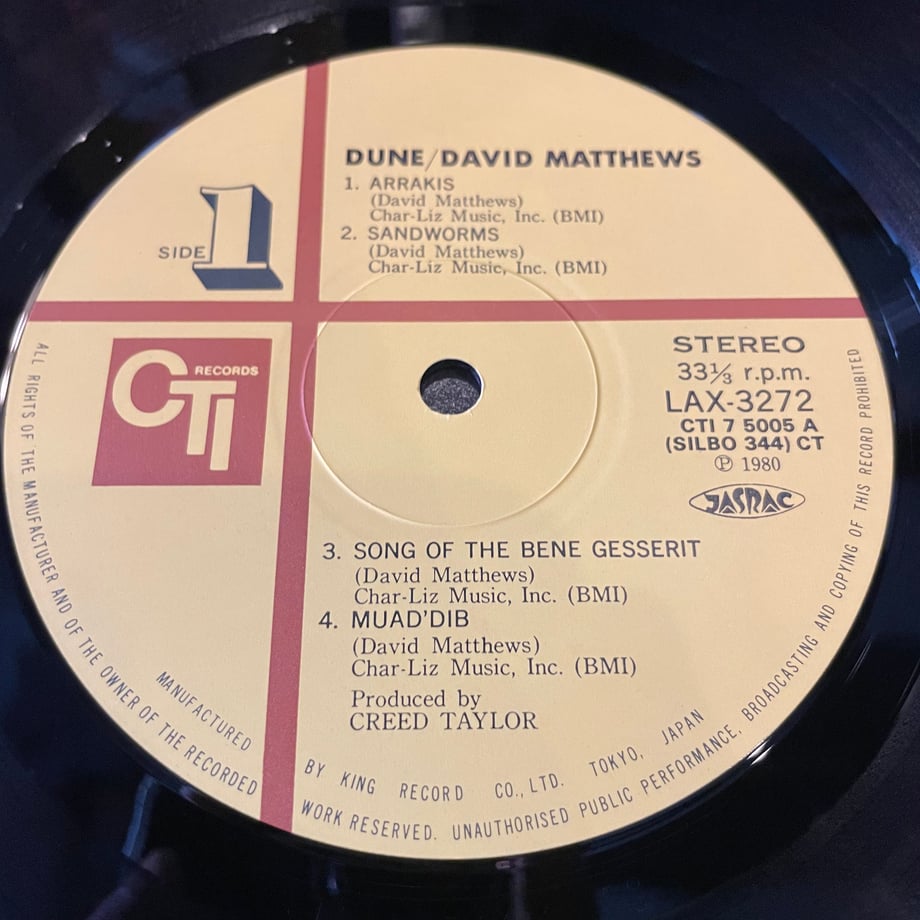 DUNE/DAVID MATTHEWS
1. ARRAKIS
(David Matthews)
Char-Liz Music, Inc. (BMI)
2. SANDWORMS
(David Matthews)
Char-Liz Music, Inc. (BMI)
SIDE 1
CTI RECORDS
STEREO
33⅓ r.p.m.
LAX-3272
CTI 7 5005 A
(SILBO 344) CT
℗ 1980
JASRAC
3. SONG OF THE BENE GESSERIT
(David Matthews)
Char-Liz Music, Inc. (BMI)
4. MUAD'DIB
(David Matthews)
Char-Liz Music, Inc. (BMI)
Produced by
CREED TAYLOR
MANUFACTURED BY KING RECORD CO., LTD. TOKYO, JAPAN
ALL RIGHTS OF THE MANUFACTURER AND OF THE OWNER OF THE RECORDED WORK RESERVED. UNAUTHORISED PUBLIC PERFORMANCE, BROADCASTING AND COPYING OF THIS RECORD PROHIBITED